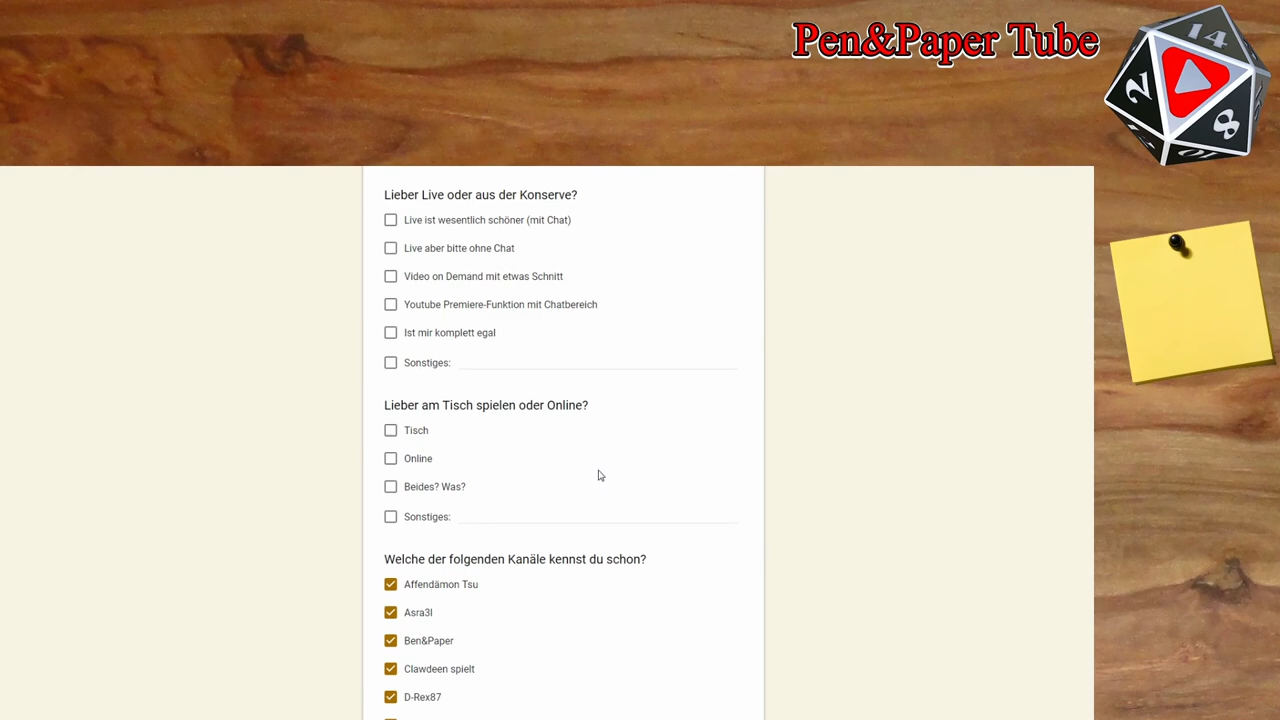 Pen&Paper Tube
14
2
8
Lieber Live oder aus der Konserve?
Live ist wesentlich schöner (mit Chat)
Live aber bitte ohne Chat
Video on Demand mit etwas Schnitt
Youtube Premiere-Funktion mit Chatbereich
Ist mir komplett egal
Sonstiges:
Lieber am Tisch spielen oder Online?
Tisch
Online
Beides? Was?
Sonstiges:
Welche der folgenden Kanäle kennst du schon?
Affendämon Tsu
Asra3l
Ben&Paper
Clawdeen spielt
D-Rex87